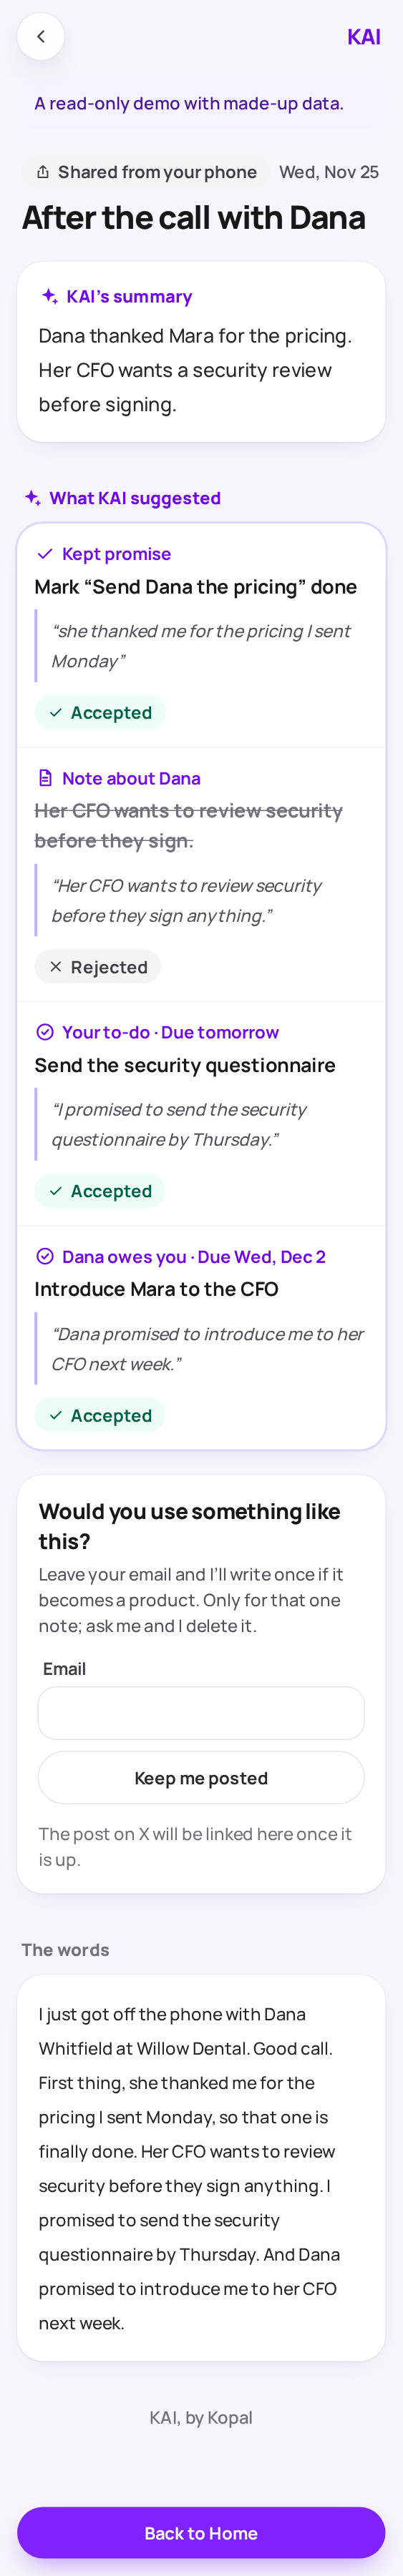 KAI
A read-only demo with made-up data.
Shared from your phone Wed, Nov 25
After the call with Dana
KAI’s summary
Dana thanked Mara for the pricing.
Her CFO wants a security review
before signing.
What KAI suggested
Kept promise
Mark “Send Dana the pricing” done
“she thanked me for the pricing I sent
Monday”
Accepted
Note about Dana
Her CFO wants to review security
before they sign.
“Her CFO wants to review security
before they sign anything.”
Rejected
Your to-do · Due tomorrow
Send the security questionnaire
“I promised to send the security
questionnaire by Thursday.”
Accepted
Dana owes you · Due Wed, Dec 2
Introduce Mara to the CFO
“Dana promised to introduce me to her
CFO next week.”
Accepted
Would you use something like
this?
Leave your email and I’ll write once if it
becomes a product. Only for that one
note; ask me and I delete it.
Email
Keep me posted
The post on X will be linked here once it
is up.
The words
I just got off the phone with Dana
Whitfield at Willow Dental. Good call.
First thing, she thanked me for the
pricing I sent Monday, so that one is
finally done. Her CFO wants to review
security before they sign anything. I
promised to send the security
questionnaire by Thursday. And Dana
promised to introduce me to her CFO
next week.
KAI, by Kopal
Back to Home